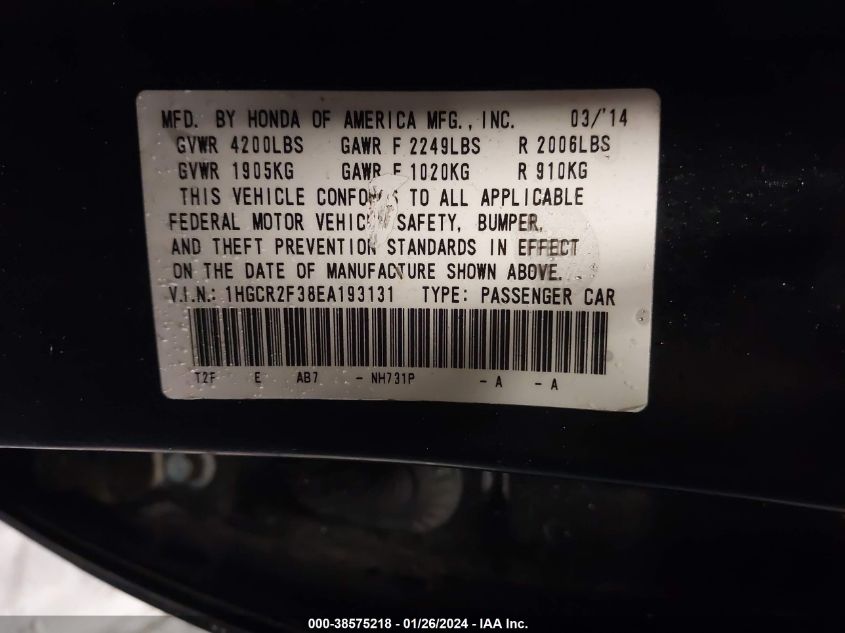 MFD. BY HONDA OF AMERICA MFG., INC. 03/'14
GVWR 4200LBS GAWR F 2249LBS R 2006LBS
GVWR 1905KG GAWR F 1020KG R 910KG
THIS VEHICLE CONFORMS TO ALL APPLICABLE
FEDERAL MOTOR VEHICLE SAFETY, BUMPER,
AND THEFT PREVENTION STANDARDS IN EFFECT
ON THE DATE OF MANUFACTURE SHOWN ABOVE.
V.I.N.: 1HGCR2F38EA193131 TYPE: PASSENGER CAR
T2F E AB7 - NH731P - A - A
000-38575218 - 01/26/2024 - IAA Inc.